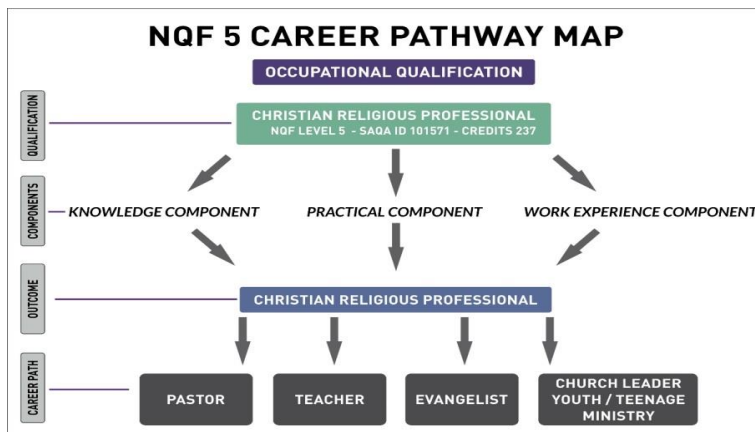 NQF 5 CAREER PATHWAY MAP
OCCUPATIONAL QUALIFICATION
QUALIFICATION
CHRISTIAN RELIGIOUS PROFESSIONAL
NQF LEVEL 5 - SAQA ID 101571 - CREDITS 237
COMPONENTS
KNOWLEDGE COMPONENT
PRACTICAL COMPONENT
WORK EXPERIENCE COMPONENT
OUTCOME
CHRISTIAN RELIGIOUS PROFESSIONAL
CAREER PATH
PASTOR
TEACHER
EVANGELIST
CHURCH LEADER
YOUTH / TEENAGE
MINISTRY